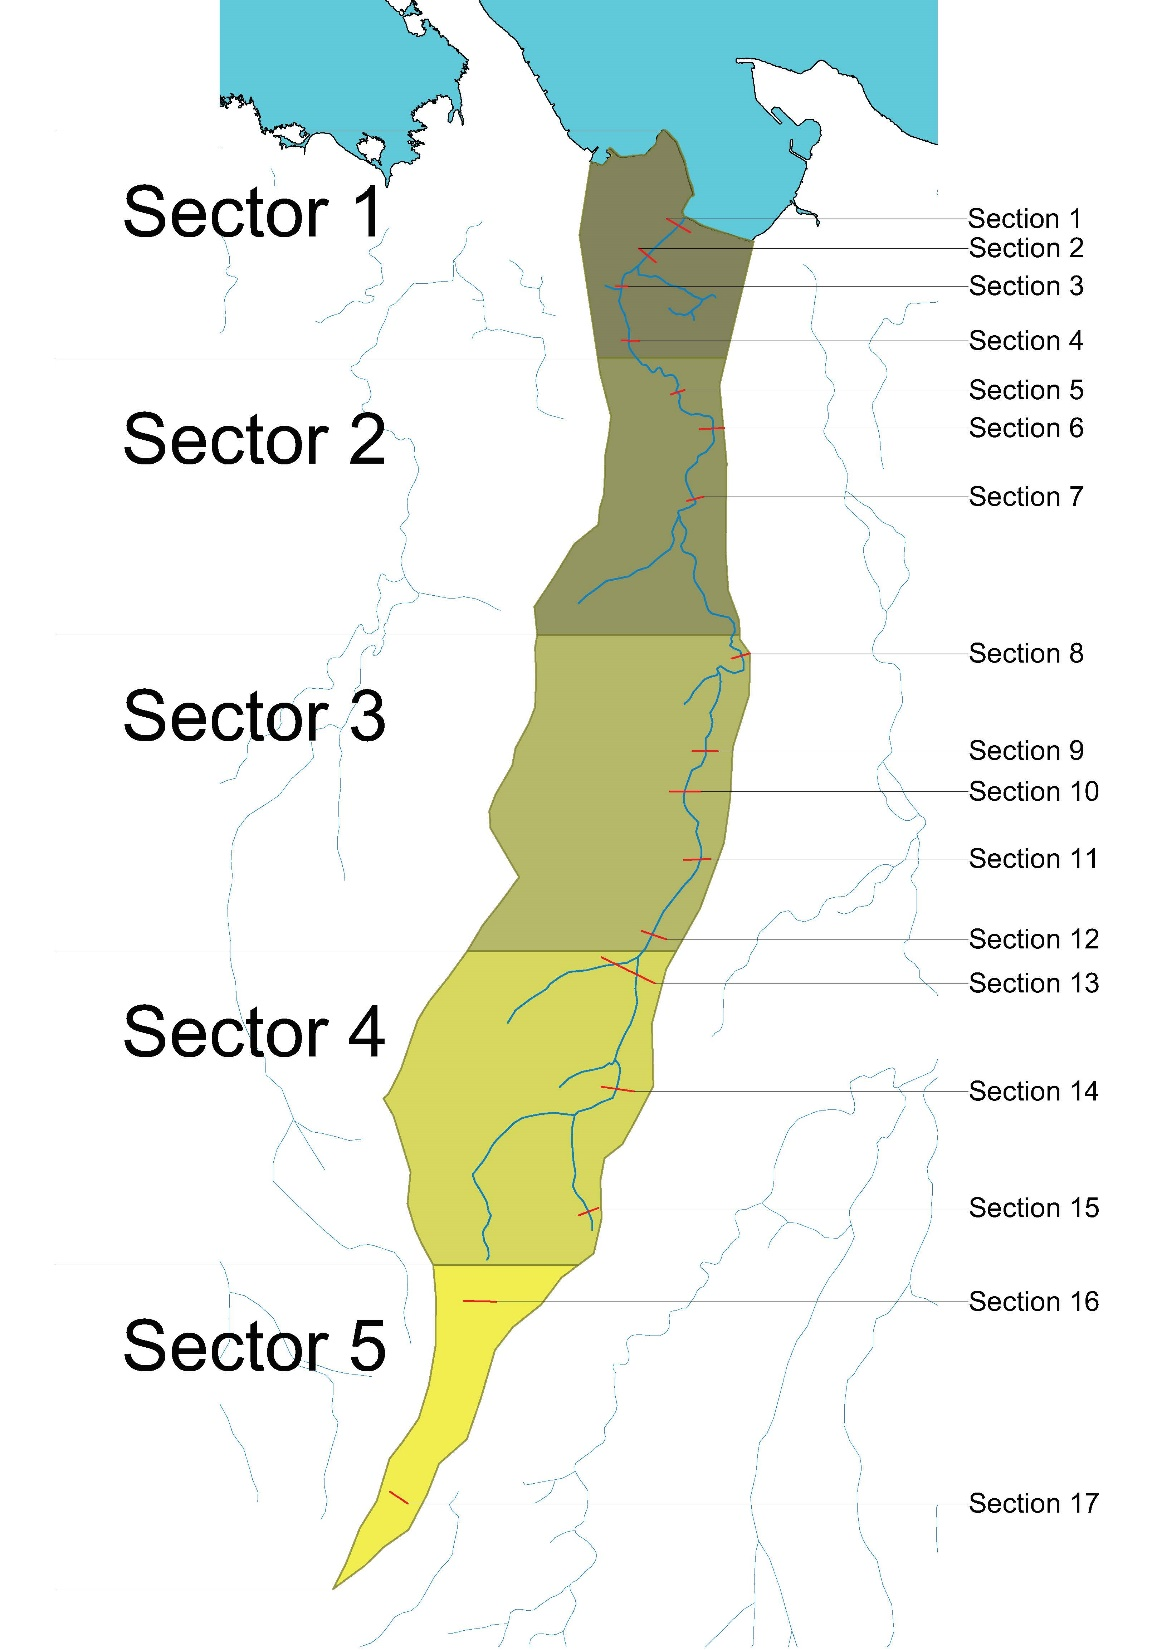 Sector 1
Section 1
Section 2
Section 3
Section 4
Sector 2
Section 5
Section 6
Section 7
Sector 3
Section 8
Section 9
Section 10
Section 11
Section 12
Sector 4
Section 13
Section 14
Section 15
Sector 5
Section 16
Section 17